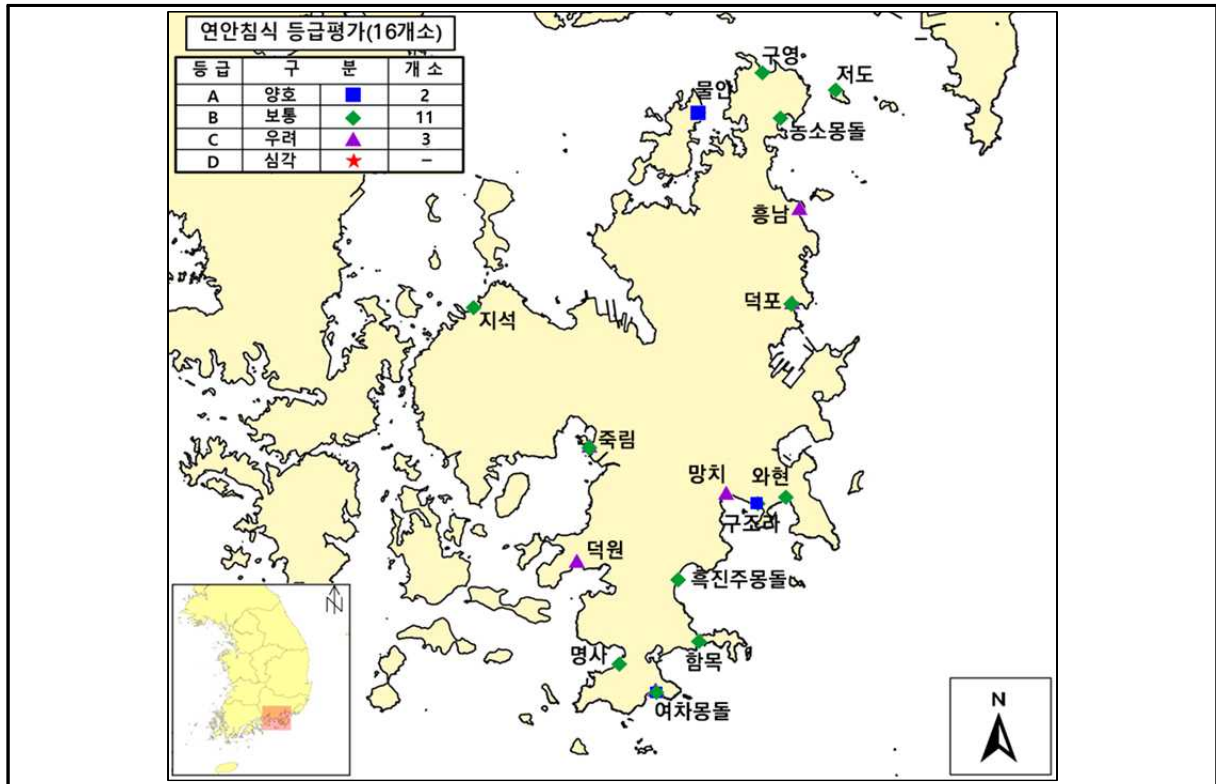 연안침식 등급평가(16개소)
등 급 구 분 개 소
A 양호 2
B 보통 11
C 우려 3
D 심각 -
구영
저도
물안
농소몽돌
흥남
덕포
지석
죽림
망치
와현
구조라
덕원
흑진주몽돌
함목
명사
여차몽돌
N
N